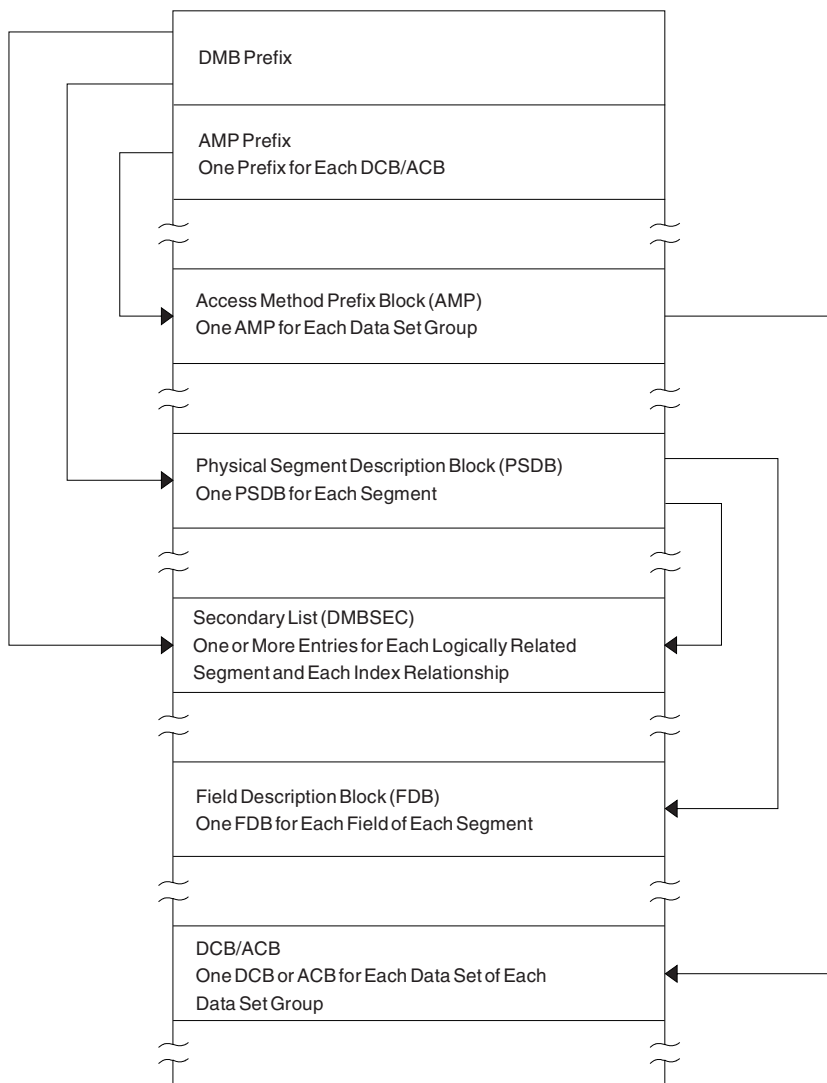 DMB Prefix
AMP Prefix
One Prefix for Each DCB/ACB
Access Method Prefix Block (AMP)
One AMP for Each Data Set Group
Physical Segment Description Block (PSDB)
One PSDB for Each Segment
Secondary List (DMBSEC)
One or More Entries for Each Logically Related
Segment and Each Index Relationship
Field Description Block (FDB)
One FDB for Each Field of Each Segment
DCB/ACB
One DCB or ACB for Each Data Set of Each
Data Set Group